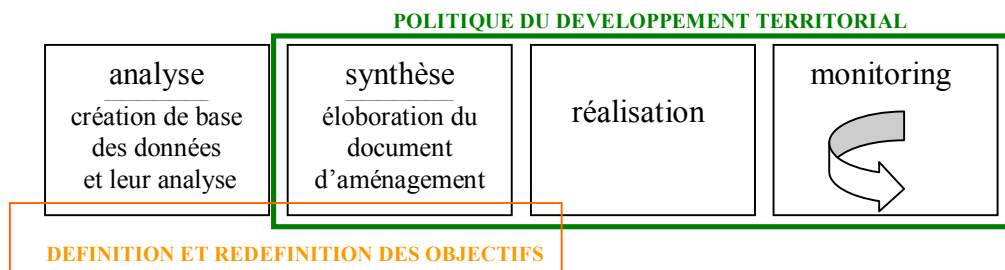 POLITIQUE DU DEVELOPPEMENT TERRITORIAL
analyse
création de base
des données
et leur analyse
synthèse
éloboration du
document
d'aménagement
réalisation
monitoring
DEFINITION ET REDEFINITION DES OBJECTIFS